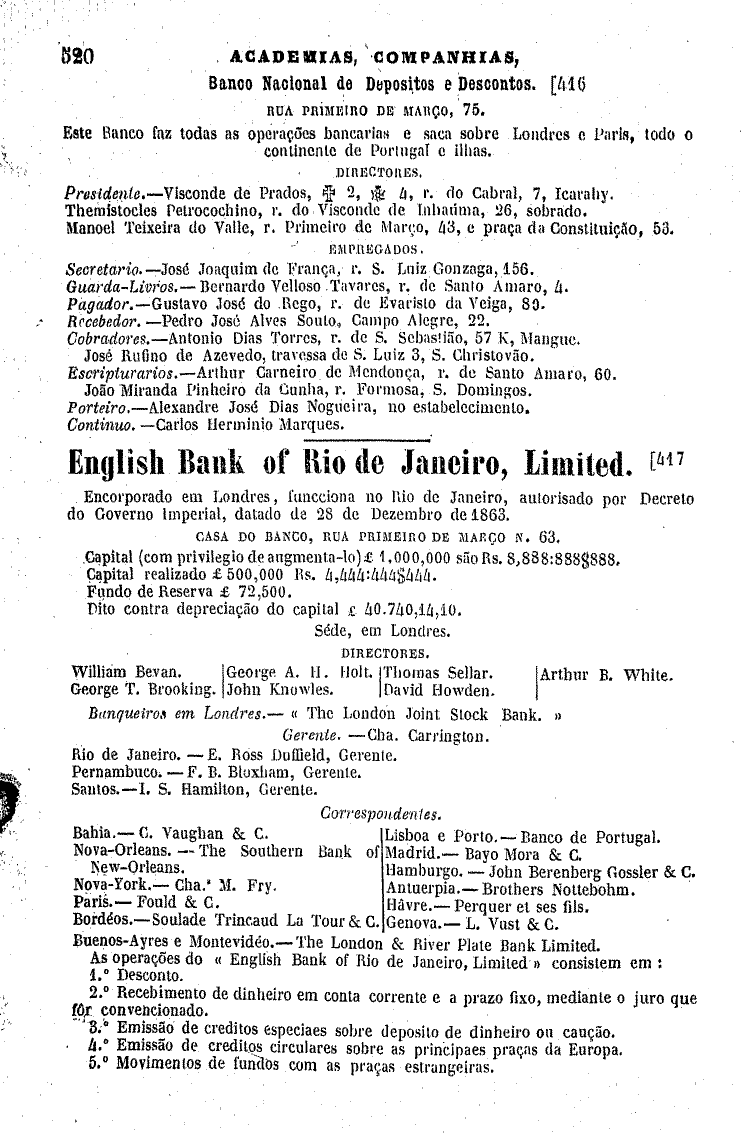 520 ACADEMIAS, COMPANHIAS,
Banco Nacional de Depositos e Descontos. [416
RUA PRIMEIRO DE MARÇO, 75.
Este Banco faz todas as operações bancarias e saca sobre Londres e Paris, todo o
continente de Portugal e ilhas.
DIRECTORES.
Presidente.—Visconde de Prados, 2, 4, r. do Cabral, 7, Icarahy.
Themistocles Petrocochino, r. do Visconde de Inhaúma, 26, sobrado.
Manoel Teixeira do Valle, r. Primeiro de Março, 43, e praça da Constituição, 53.
EMPREGADOS.
Secretario.—José Joaquim de França, r. S. Luiz Gonzaga, 156.
Guarda-Livros.—Bernardo Velloso Tavares, r. de Santo Amaro, 4.
Pagador.—Gustavo José do Rego, r. de Evaristo da Veiga, 80.
Recebedor.—Pedro José Alves Souto, Campo Alegre, 22.
Cobradores.—Antonio Dias Torres, r. de S. Sebastião, 57 K, Mangue.
José Rufino de Azevedo, travessa de S. Luiz 3, S. Christovão.
Escripturarios.—Arthur Carneiro de Mendonça, r. de Santo Amaro, 60.
João Miranda Pinheiro da Cunha, r. Formosa, S. Domingos.
Porteiro.—Alexandre José Dias Nogueira, no estabelecimento.
Continuo.—Carlos Herminio Marques.
English Bank of Rio de Janeiro, Limited. [417
Encorporado em Londres, funcciona no Rio de Janeiro, autorisado por Decreto
do Governo Imperial, datado de 28 de Dezembro de 1863.
CASA DO BANCO, RUA PRIMEIRO DE MARÇO N. 63.
Capital (com privilegio de augmenta-lo) £ 1,000,000 são Rs. 8,888:888$888.
Capital realizado £ 500,000 Rs. 4,444:444$444.
Fundo de Reserva £ 72,500.
Dito contra depreciação do capital £ 40.740,14,10.
Séde, em Londres.
DIRECTORES.
William Bevan. George A. H. Holt. Thomas Sellar. Arthur B. White.
George T. Brooking. John Knowles. David Howden.
Banqueiros em Londres.— « The London Joint Stock Bank. »
Gerente.—Cha. Carrington.
Rio de Janeiro.—E. Ross Duffield, Gerente.
Pernambuco.—F. B. Bloxham, Gerente.
Santos.—I. S. Hamilton, Gerente.
Correspondentes.
Bahia.—C. Vaughan & C.
Nova-Orleans.—The Southern Bank of
New-Orleans.
Nova-York.—Cha.ˢ M. Fry.
Paris.—Fould & C.
Bordéos.—Soulade Trincaud La Tour & C.
Lisboa e Porto.—Banco de Portugal.
Madrid.—Bayo Mora & C.
Hamburgo.—John Berenberg Gossler & C.
Antuerpia.—Brothers Nottebohm.
Hâvre.—Perquer et ses fils.
Genova.—L. Vust & C.
Buenos-Ayres e Montevidéo.—The London & River Plate Bank Limited.
As operações do « English Bank of Rio de Janeiro, Limited » consistem em :
1.º Desconto.
2.º Recebimento de dinheiro em conta corrente e a prazo fixo, mediante o juro que
fôr convencionado.
3.º Emissão de creditos especiaes sobre deposito de dinheiro ou caução.
4.º Emissão de creditos circulares sobre as principaes praças da Europa.
5.º Movimentos de fundos com as praças estrangeiras.